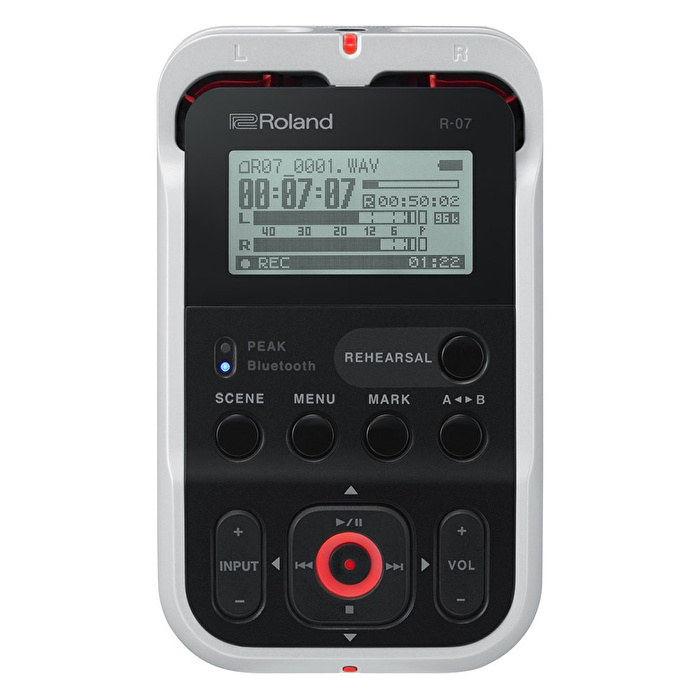 L R
Roland R-07
R07_0001.WAV
00:07:07
R 00:50:02
L 96k
40 30 20 12 6
R
REC 01:22
PEAK
Bluetooth
REHEARSAL
SCENE MENU MARK A◄►B
+ +
INPUT VOL
− −